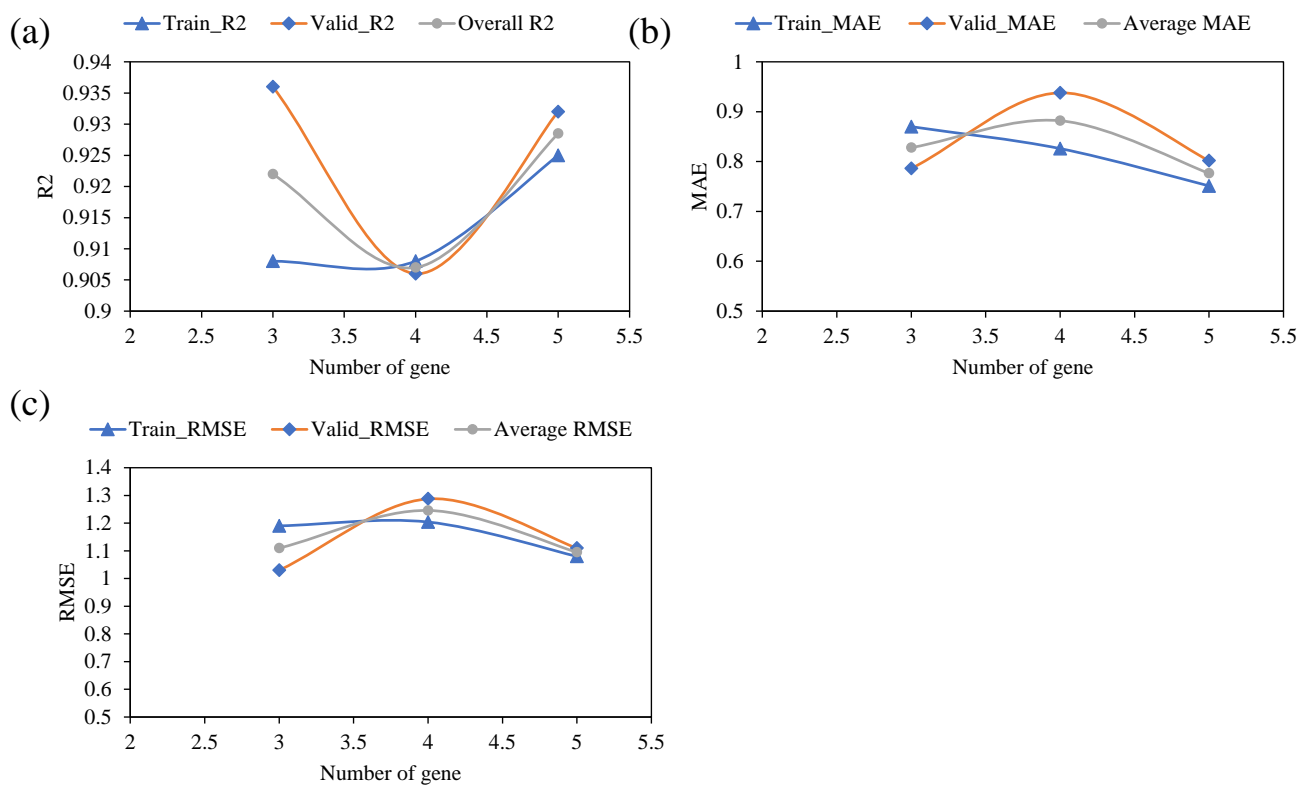 (a)
Train_R2 Valid_R2 Overall R2
0.94
0.935
0.93
0.925
0.92
0.915
0.91
0.905
0.9
R2
2 2.5 3 3.5 4 4.5 5 5.5
Number of gene
(b)
Train_MAE Valid_MAE Average MAE
1
0.9
0.8
0.7
0.6
0.5
MAE
2 2.5 3 3.5 4 4.5 5 5.5
Number of gene
(c)
Train_RMSE Valid_RMSE Average RMSE
1.4
1.3
1.2
1.1
1
0.9
0.8
0.7
0.6
0.5
RMSE
2 2.5 3 3.5 4 4.5 5 5.5
Number of gene